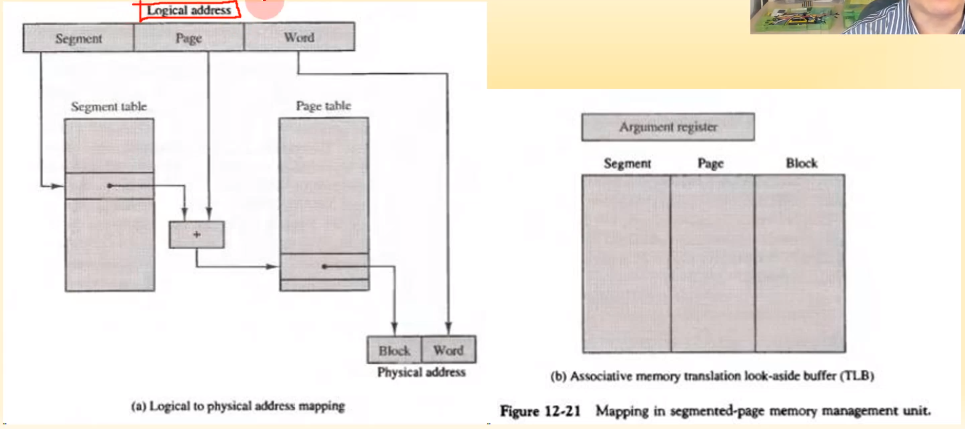 Logical address
Segment Page Word
Segment table Page table
+
Block Word
Physical address
(a) Logical to physical address mapping
Argument register
Segment Page Block
(b) Associative memory translation look-aside buffer (TLB)
Figure 12-21 Mapping in segmented-page memory management unit.